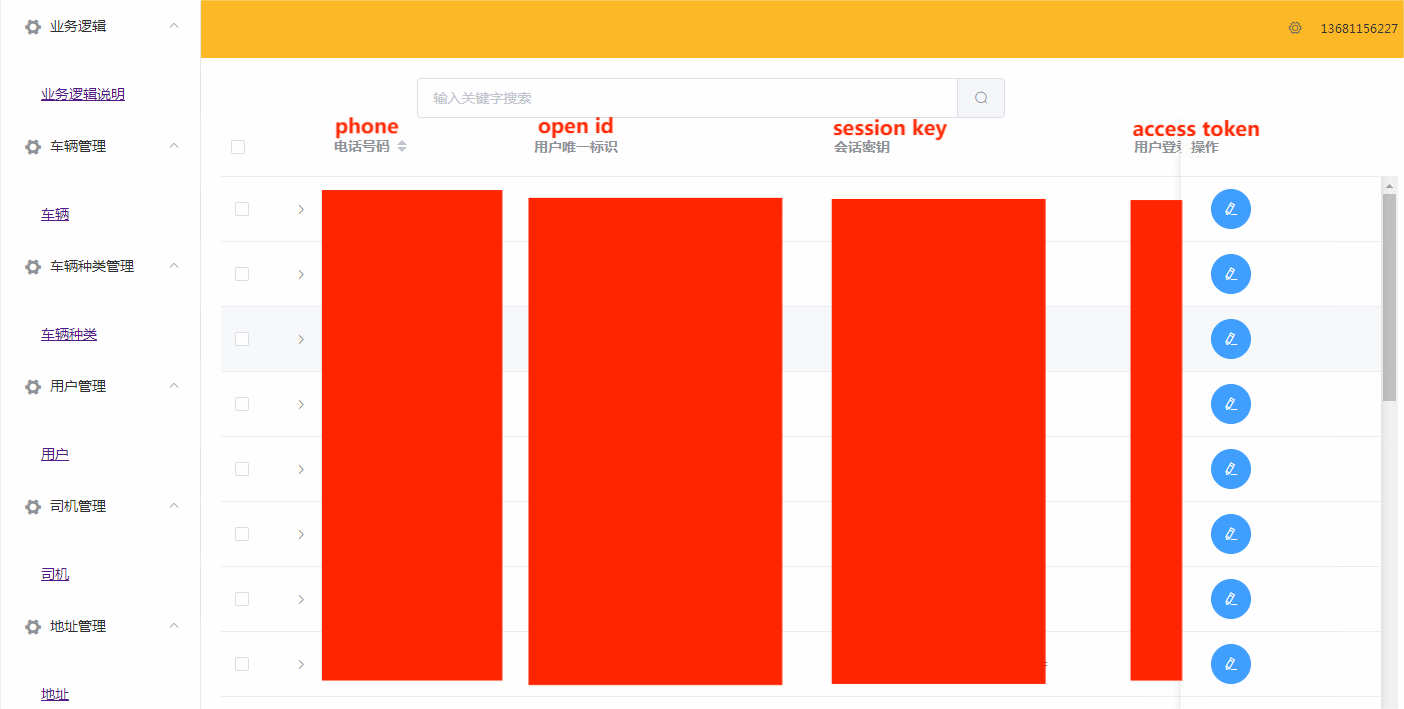 业务逻辑
业务逻辑说明
车辆管理
车辆
车辆种类管理
车辆种类
用户管理
用户
司机管理
司机
地址管理
地址
13681156227
输入关键字搜索
phone
open id
session key
access token
电话号码
用户唯一标识
会话密钥
用户登
操作